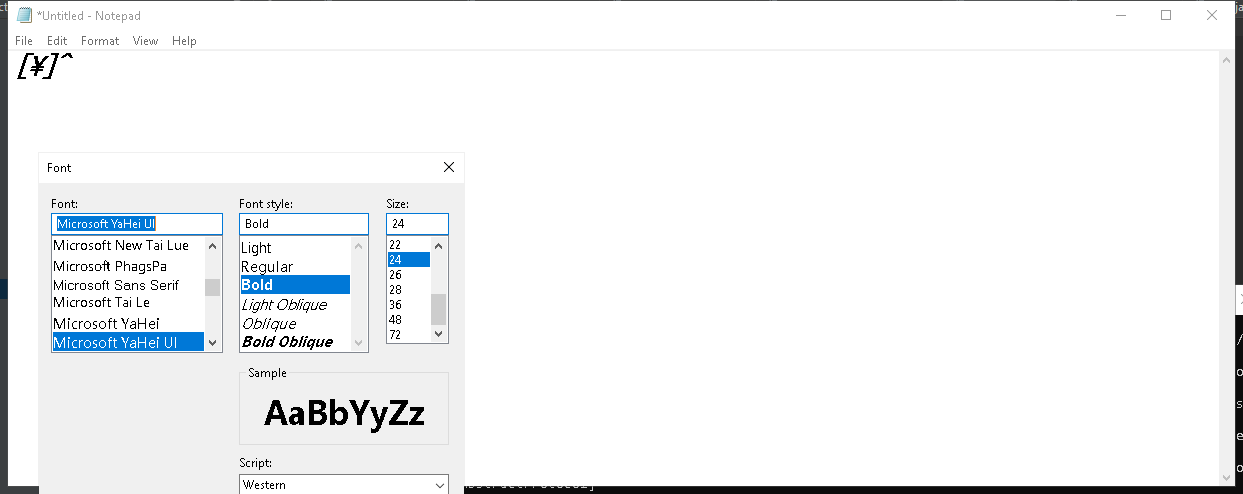 *Untitled - Notepad
File Edit Format View Help
[¥]^
Font
Font: Font style: Size:
Microsoft YaHei UI Bold 24
Microsoft New Tai Lue
Microsoft PhagsPa
Microsoft Sans Serif
Microsoft Tai Le
Microsoft YaHei
Microsoft YaHei UI
Light
Regular
Bold
Light Oblique
Oblique
Bold Oblique
22
24
26
28
36
48
72
Sample
AaBbYyZz
Script:
Western